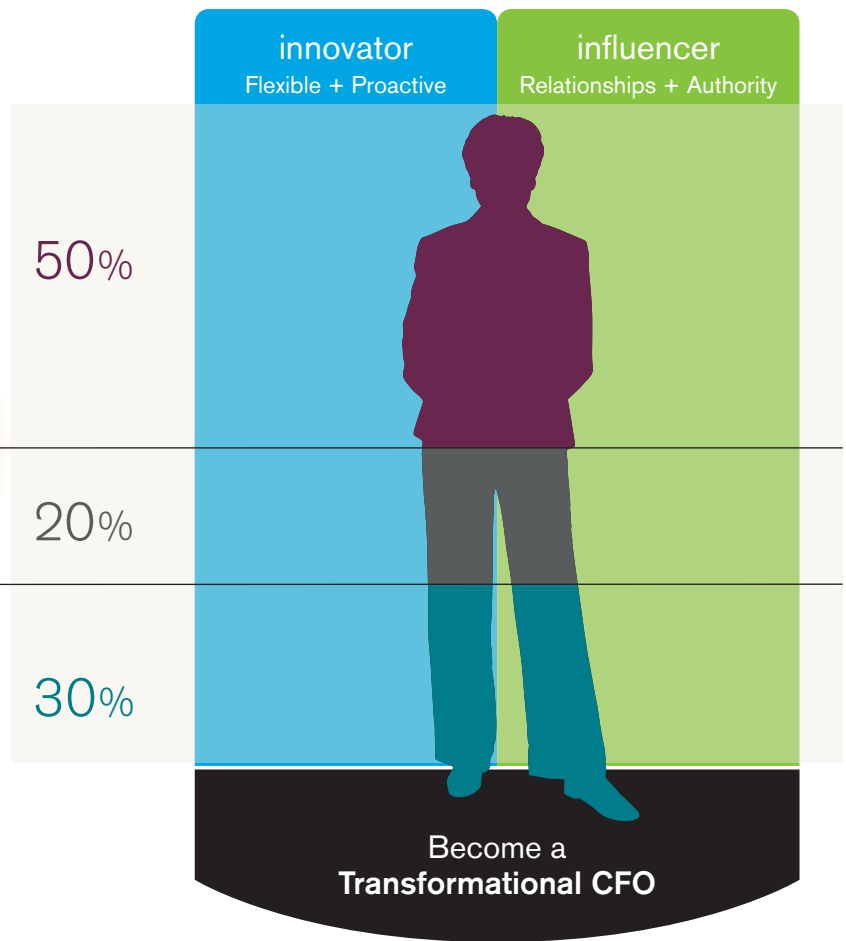 innovator
Flexible + Proactive
influencer
Relationships + Authority
50%
20%
30%
Become a
Transformational CFO